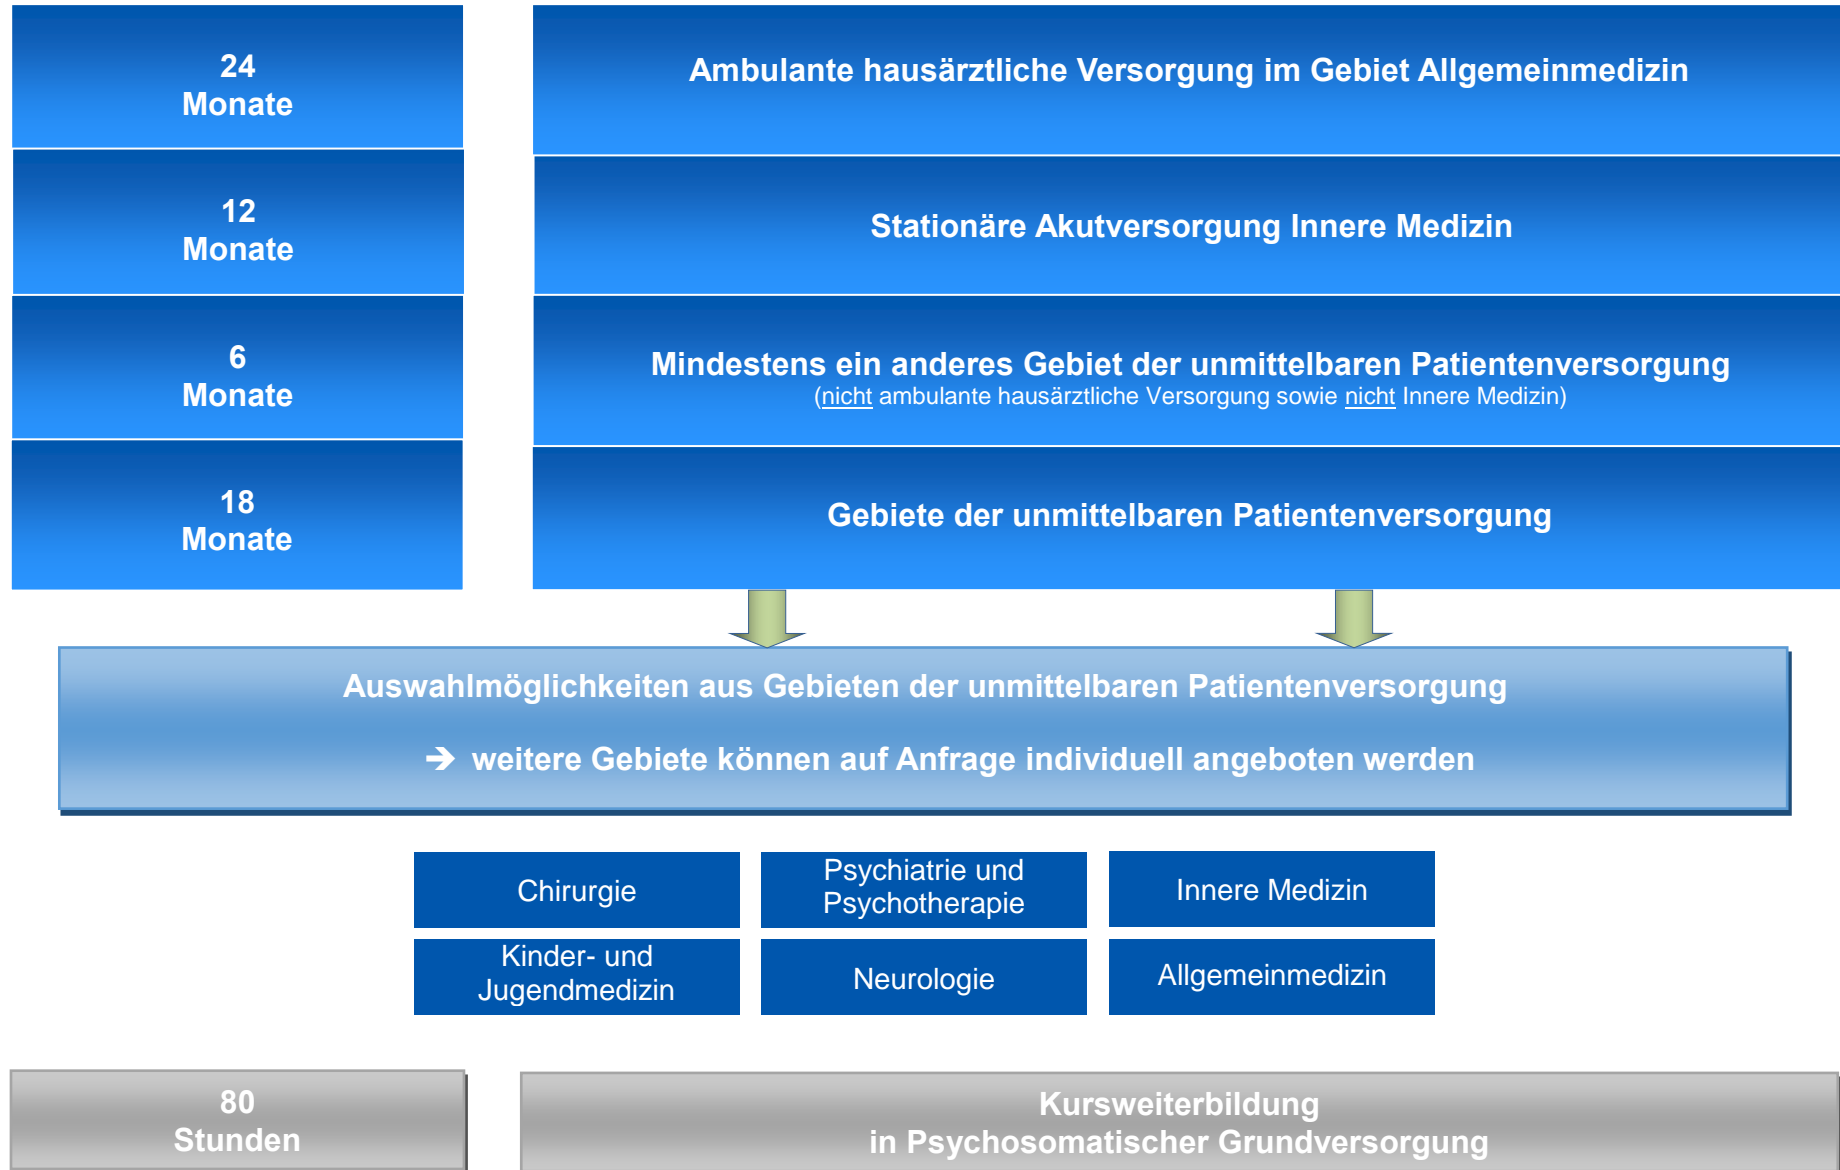 24
Monate
Ambulante hausärztliche Versorgung im Gebiet Allgemeinmedizin
12
Monate
Stationäre Akutversorgung Innere Medizin
6
Monate
Mindestens ein anderes Gebiet der unmittelbaren Patientenversorgung
(nicht ambulante hausärztliche Versorgung sowie nicht Innere Medizin)
18
Monate
Gebiete der unmittelbaren Patientenversorgung
Auswahlmöglichkeiten aus Gebieten der unmittelbaren Patientenversorgung
➔ weitere Gebiete können auf Anfrage individuell angeboten werden
Chirurgie
Psychiatrie und
Psychotherapie
Innere Medizin
Kinder- und
Jugendmedizin
Neurologie
Allgemeinmedizin
80
Stunden
Kursweiterbildung
in Psychosomatischer Grundversorgung